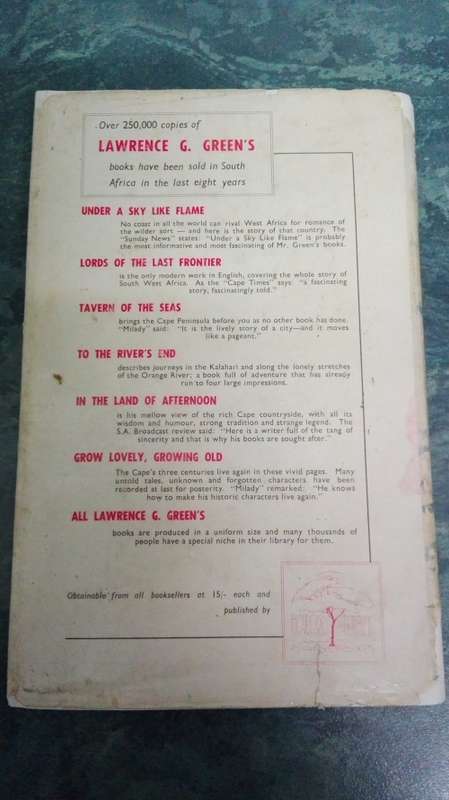 Over 250,000 copies of
LAWRENCE G. GREEN'S
books have been sold in South
Africa in the last eight years
UNDER A SKY LIKE FLAME
No coast in all the world can rival West Africa for romance of
the wilder sort — and here is the story of that country. The
"Sunday News" states: "Under a Sky Like Flame" is probably
the most informative and most fascinating of Mr. Green's books.
LORDS OF THE LAST FRONTIER
is the only modern work in English, covering the whole story of
South West Africa. As the "Cape Times" says "a fascinating
story, fascinatingly told."
TAVERN OF THE SEAS
brings the Cape Peninsula before you as no other book has done.
"Milady" said: "It is the lively story of a city—and it moves
like a pageant."
TO THE RIVER'S END
describes journeys in the Kalahari and along the lonely stretches
of the Orange River; a book full of adventure that has already
run to four large impressions.
IN THE LAND OF AFTERNOON
is his mellow view of the rich Cape countryside, with all its
wisdom and humour, strong tradition and strange legend. The
S.A. Broadcast review said: "Here is a writer full of the tang of
sincerity and that is why his books are sought after."
GROW LOVELY, GROWING OLD
The Cape's three centuries live again in these vivid pages. Many
untold tales, unknown and forgotten characters have been
recorded at last for posterity. "Milady" remarked: "He knows
how to make his historic characters live again."
ALL LAWRENCE G. GREEN'S
books are produced in a uniform size and many thousands of
people have a special niche in their library for them.
Obtainable from all booksellers at 15/- each and
published by